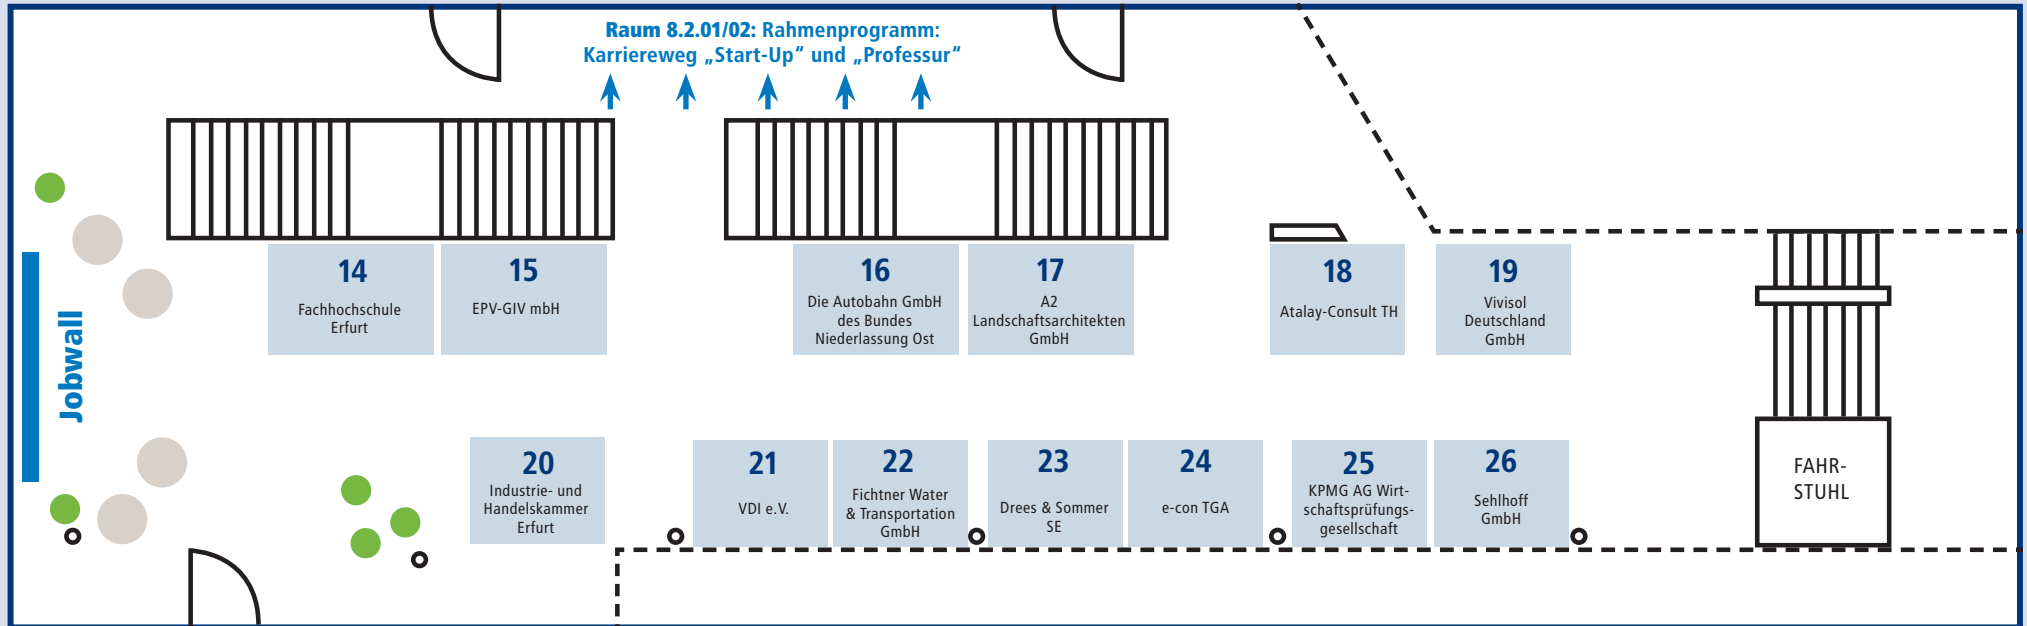 Raum 8.2.01/02: Rahmenprogramm:
Karriereweg „Start-Up“ und „Professur“
Jobwall
14
Fachhochschule
Erfurt
15
EPV-GIV mbH
16
Die Autobahn GmbH
des Bundes
Niederlassung Ost
17
A2
Landschaftsarchitekten
GmbH
18
Atalay-Consult TH
19
Vivisol
Deutschland
GmbH
20
Industrie- und
Handelskammer
Erfurt
21
VDI e.V.
22
Fichtner Water
& Transportation
GmbH
23
Drees & Sommer
SE
24
e-con TGA
25
KPMG AG Wirt-
schaftsprüfungs-
gesellschaft
26
Sehlhoff
GmbH
FAHR-
STUHL